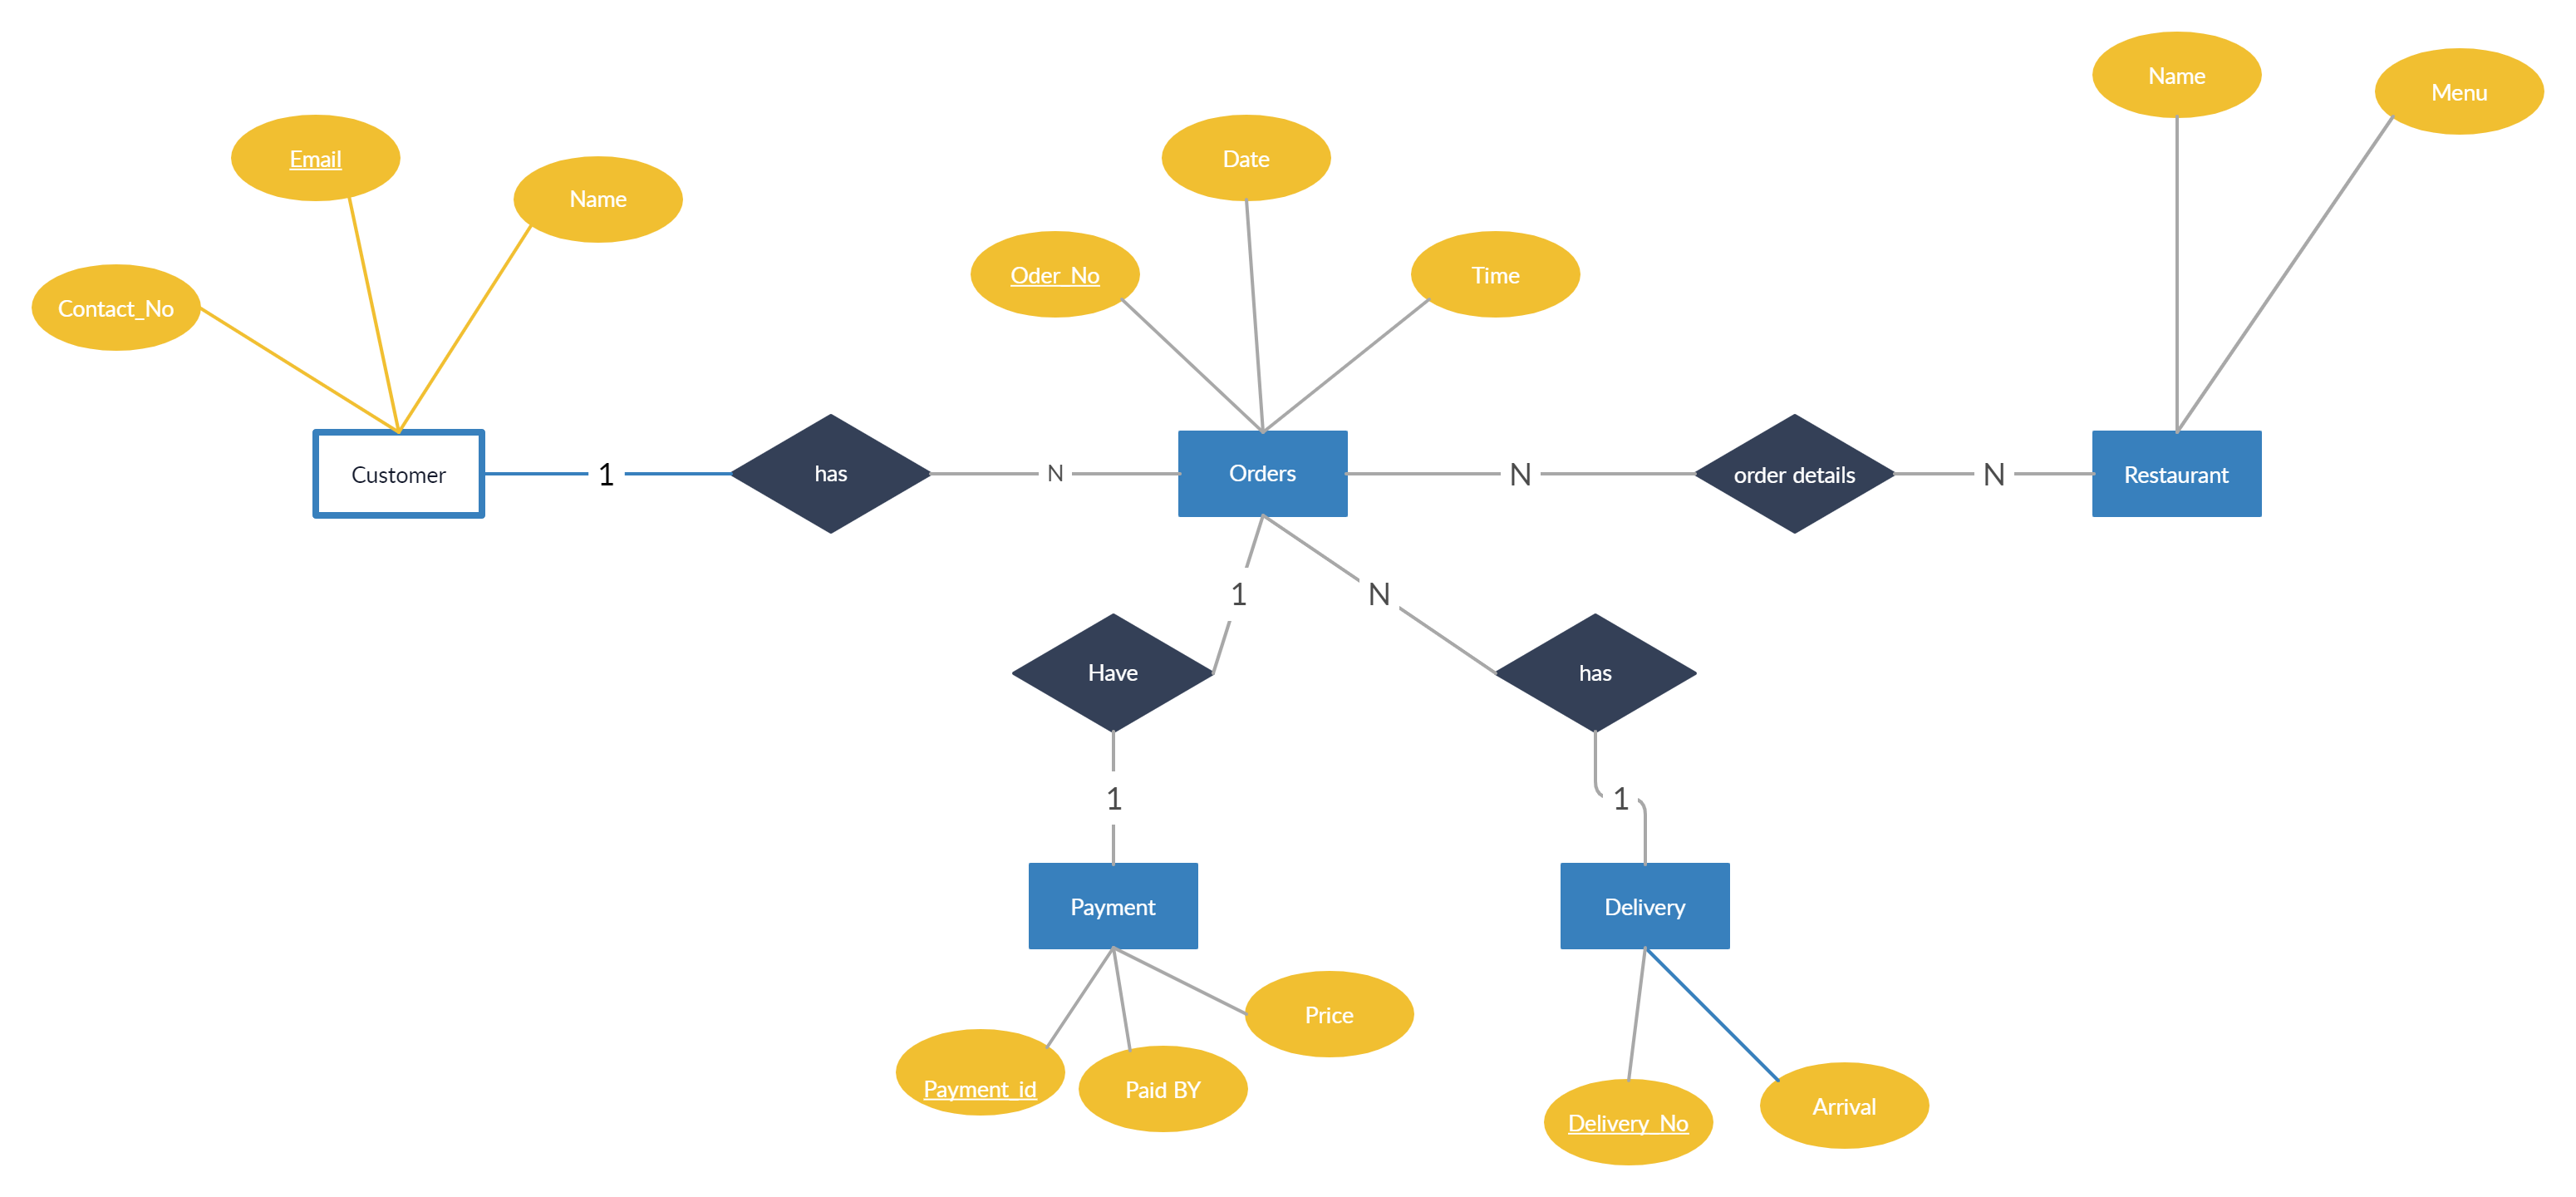 Name
Menu
Email
Date
Name
Oder_No
Time
Contact_No
Customer
1
has
N
Orders
N
order details
N
Restaurant
1
N
Have
has
1
1
Payment
Delivery
Price
Payment_id
Paid BY
Arrival
Delivery_No